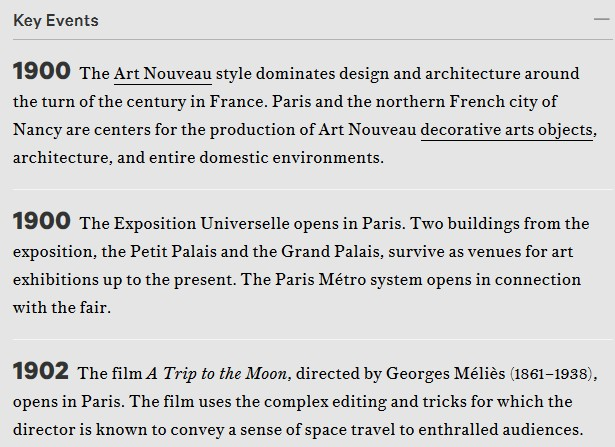 Key Events
1900 The Art Nouveau style dominates design and architecture around
the turn of the century in France. Paris and the northern French city of
Nancy are centers for the production of Art Nouveau decorative arts objects,
architecture, and entire domestic environments.
1900 The Exposition Universelle opens in Paris. Two buildings from the
exposition, the Petit Palais and the Grand Palais, survive as venues for art
exhibitions up to the present. The Paris Métro system opens in connection
with the fair.
1902 The film A Trip to the Moon, directed by Georges Méliès (1861–1938),
opens in Paris. The film uses the complex editing and tricks for which the
director is known to convey a sense of space travel to enthralled audiences.